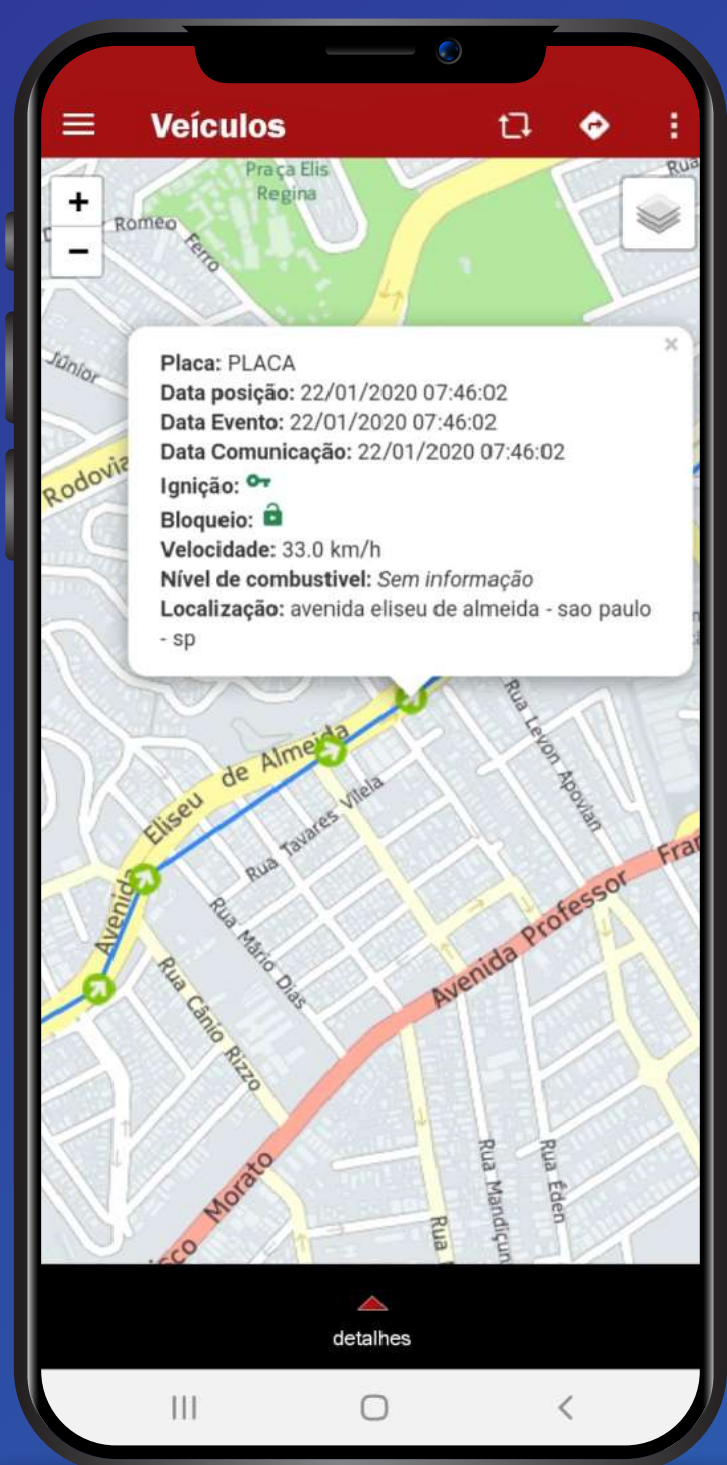 Veículos
Praça Elis
Regina
Rua
Romeo
Ferro
+
−
Júnior
Rodovia
×
Placa: PLACA
Data posição: 22/01/2020 07:46:02
Data Evento: 22/01/2020 07:46:02
Data Comunicação: 22/01/2020 07:46:02
Ignição:
Bloqueio:
Velocidade: 33.0 km/h
Nível de combustivel: Sem informação
Localização: avenida eliseu de almeida - sao paulo
- sp
Avenida Eliseu de Almeida
Rua Levon Apovian
Rua Tavares Vilela
Rua Mário Dias
Rua Cânio Rizzo
Avenida Professor Fran
isco Morato
Rua
Rua Mandiçun
Rua Éden
detalhes